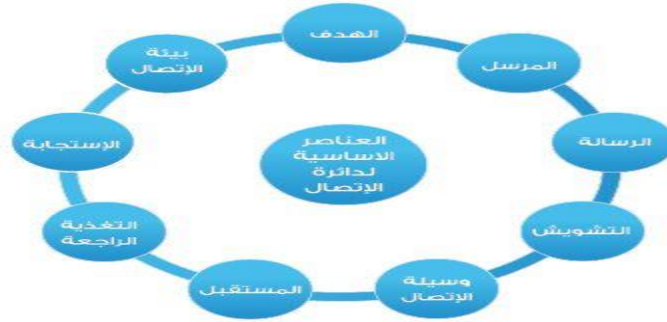 العناصر
الاساسية
لدائرة
الإتصال
الهدف
المرسل
الرسالة
التشويش
وسيلة
الإتصال
المستقبل
التغذية
الراجعة
الإستجابة
بيئة
الإتصال